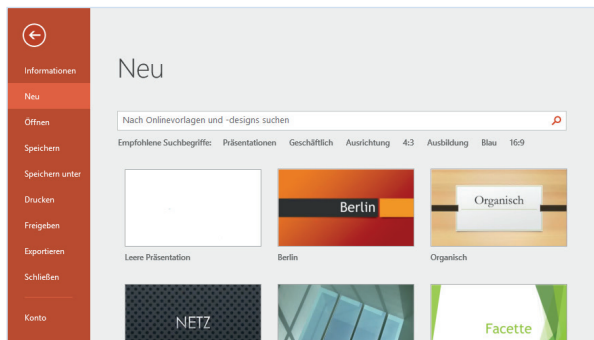 Informationen
Neu
Öffnen
Speichern
Speichern unter
Drucken
Freigeben
Exportieren
Schließen
Konto
Neu
Nach Onlinevorlagen und -designs suchen
Empfohlene Suchbegriffe: Präsentationen Geschäftlich Ausrichtung 4:3 Ausbildung Blau 16:9
Berlin
Organisch
Leere Präsentation Berlin Organisch
NETZ
Facette